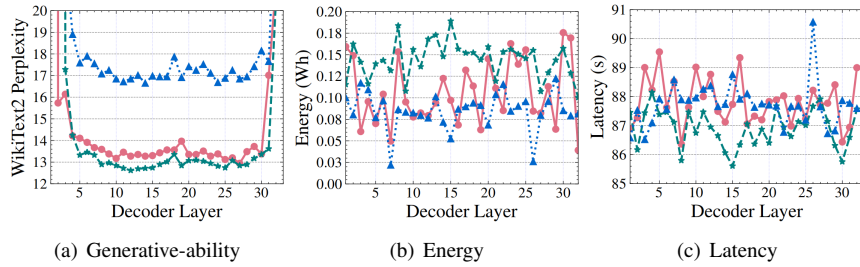 20
19
18
17
16
15
14
13
12
WikiText2 Perplexity
5 10 15 20 25 30
Decoder Layer
(a) Generative-ability
0.20
0.18
0.15
0.12
0.10
0.08
0.05
0.03
0.00
Energy (Wh)
5 10 15 20 25 30
Decoder Layer
(b) Energy
91
90
89
88
87
86
85
Latency (s)
5 10 15 20 25 30
Decoder Layer
(c) Latency